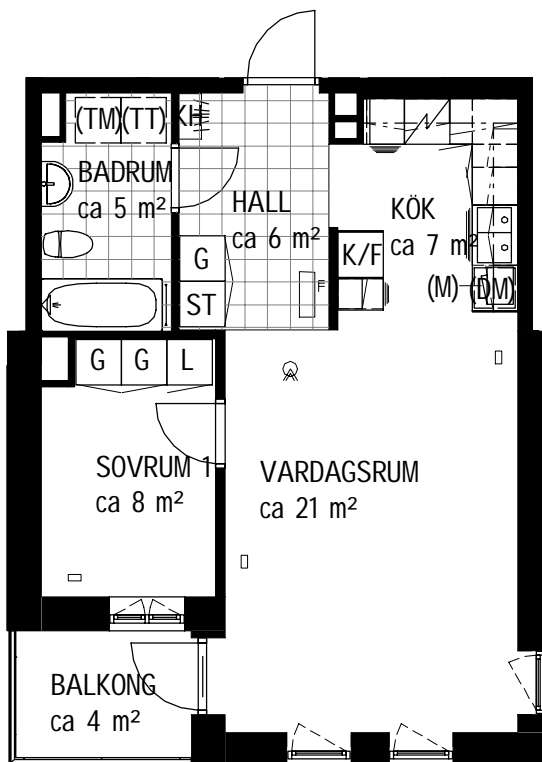 (TM)(TT) KH
BADRUM
ca 5 m²
HALL
ca 6 m²
KÖK
ca 7 m²
G
K/F
ST
(M)
(DM)
G G L
SOVRUM 1
ca 8 m²
VARDAGSRUM
ca 21 m²
BALKONG
ca 4 m²